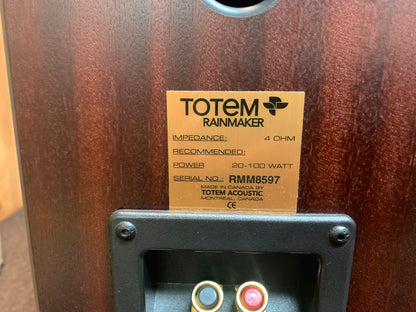 TOTEM
RAINMAKER
IMPEDANCE: 4 OHM
RECOMMENDED:
POWER 20-100 WATT
SERIAL NO.: RMM8597
MADE IN CANADA BY
TOTEM ACOUSTIC
MONTREAL, CANADA
CE